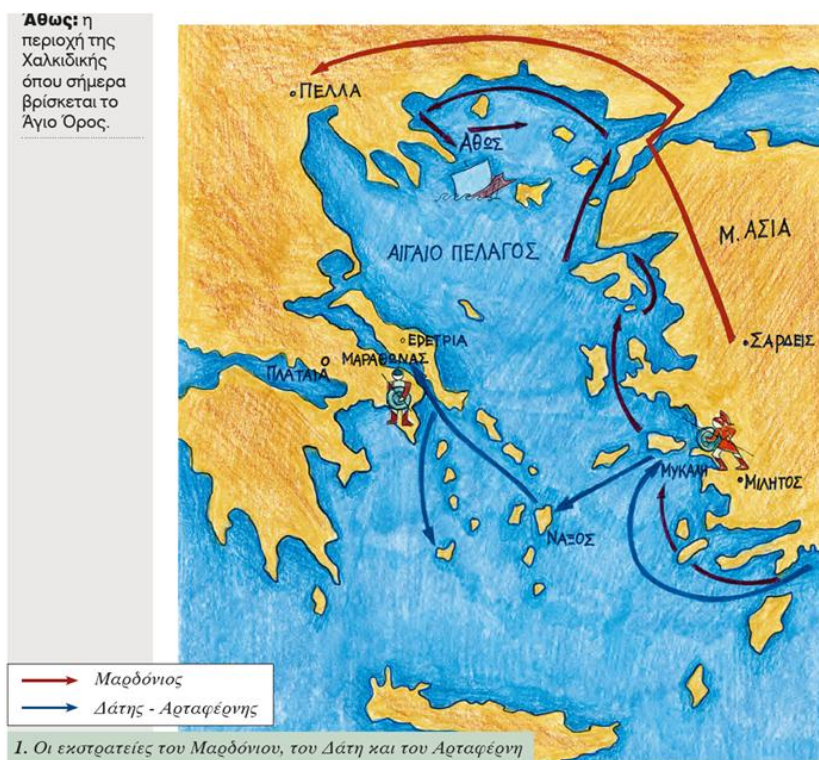 Άθως: η
περιοχή της
Χαλκιδικής
όπου σήμερα
βρίσκεται το
Άγιο Όρος.
ΠΕΛΛΑ
ΑΘΩΣ
ΑΙΓΑΙΟ ΠΕΛΑΓΟΣ
Μ. ΑΣΙΑ
ΣΑΡΔΕΙΣ
ΕΡΕΤΡΙΑ
ΜΑΡΑΘΩΝΑΣ
ΠΛΑΤΑΙΑ
ΜΥΚΑΛΗ
ΜΙΛΗΤΟΣ
ΝΑΞΟΣ
Μαρδόνιος
Δάτης - Αρταφέρνης
1. Οι εκστρατείες του Μαρδόνιου, του Δάτη και του Αρταφέρνη